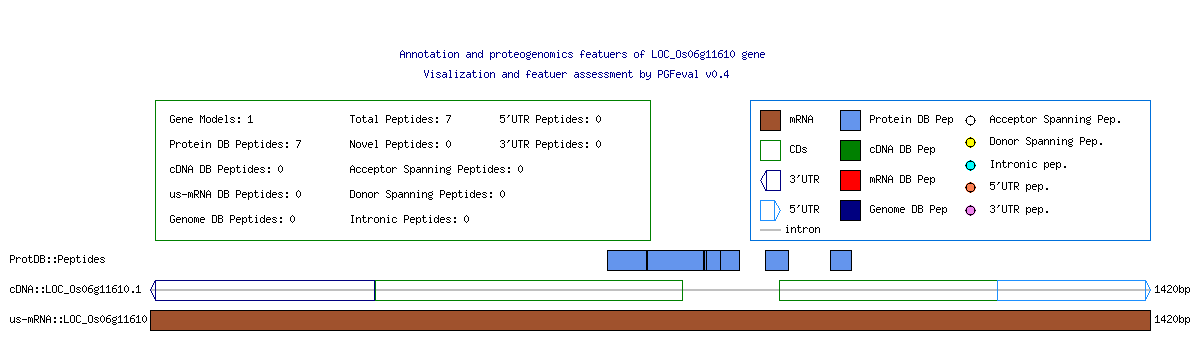 Annotation and proteogenomics featuers of LOC_Os06g11610 gene
Visalization and featuer assessment by PGFeval v0.4
Gene Models: 1 Total Peptides: 7 5'UTR Peptides: 0
Protein DB Peptides: 7 Novel Peptides: 0 3'UTR Peptides: 0
cDNA DB Peptides: 0 Acceptor Spanning Peptides: 0
us-mRNA DB Peptides: 0 Donor Spanning Peptides: 0
Genome DB Peptides: 0 Intronic Peptides: 0
mRNA Protein DB Pep Acceptor Spanning Pep.
CDs cDNA DB Pep Donor Spanning Pep.
3'UTR mRNA DB Pep Intronic pep.
5'UTR Genome DB Pep 5'UTR pep.
intron 3'UTR pep.
ProtDB::Peptides
cDNA::LOC_Os06g11610.1 1420bp
us-mRNA::LOC_Os06g11610 1420bp